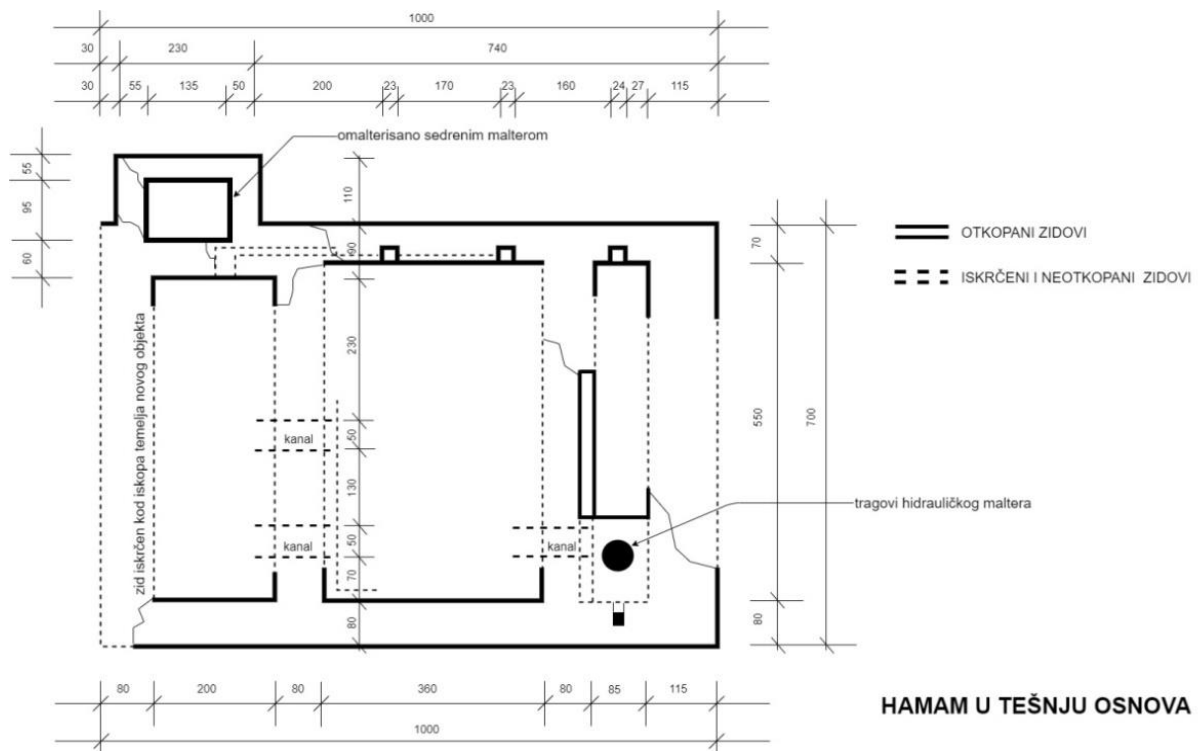 1000
30 230 740
30 55 135 50 200 23 170 23 160 24 27 115
omalterisano sedrenim malterom
55
95
60
110
90
230
50
130
50
70
80
70
550
700
80
OTKOPANI ZIDOVI
ISKRČENI I NEOTKOPANI ZIDOVI
zid iskrčen kod iskopa temelja novog objekta
kanal
kanal
kanal
tragovi hidrauličkog maltera
80 200 80 360 80 85 115
1000
HAMAM U TEŠNJU OSNOVA